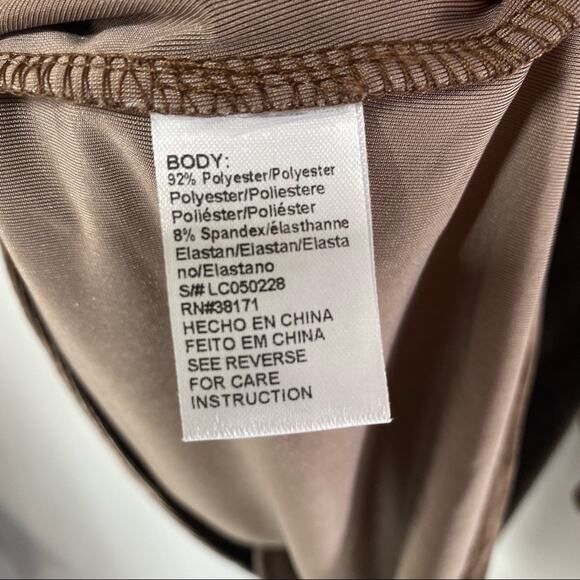 BODY:
92% Polyester/Polyester
Polyester/Poliestere
Poliéster/Poliéster
8% Spandex/élasthanne
Elastan/Elastan/Elasta
no/Elastano
S/# LC050228
RN#38171
HECHO EN CHINA
FEITO EM CHINA
SEE REVERSE
FOR CARE
INSTRUCTION